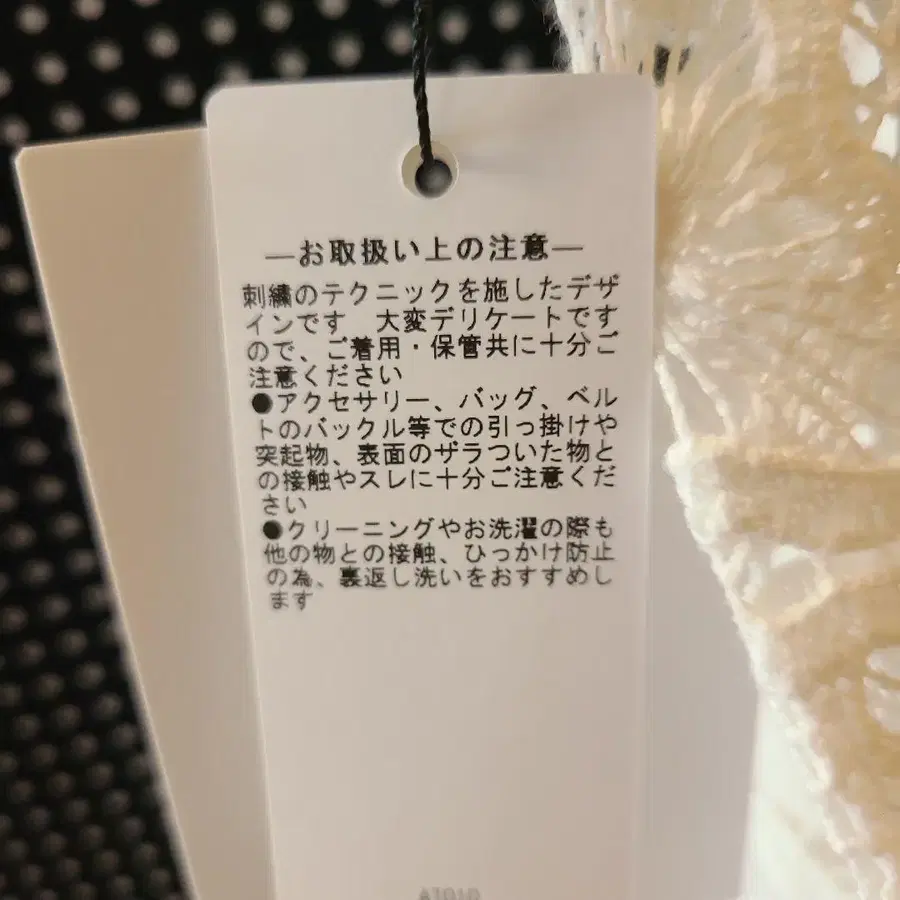 ―お取扱い上の注意―
刺繍のテクニックを施したデザ
インです　大変デリケートです
ので、ご着用・保管共に十分ご
注意ください
●アクセサリー、バッグ、ベル
トのバックル等での引っ掛けや
突起物、表面のザラついた物と
の接触やスレに十分ご注意くだ
さい
●クリーニングやお洗濯の際も
他の物との接触、ひっかけ防止
の為、裏返し洗いをおすすめし
ます